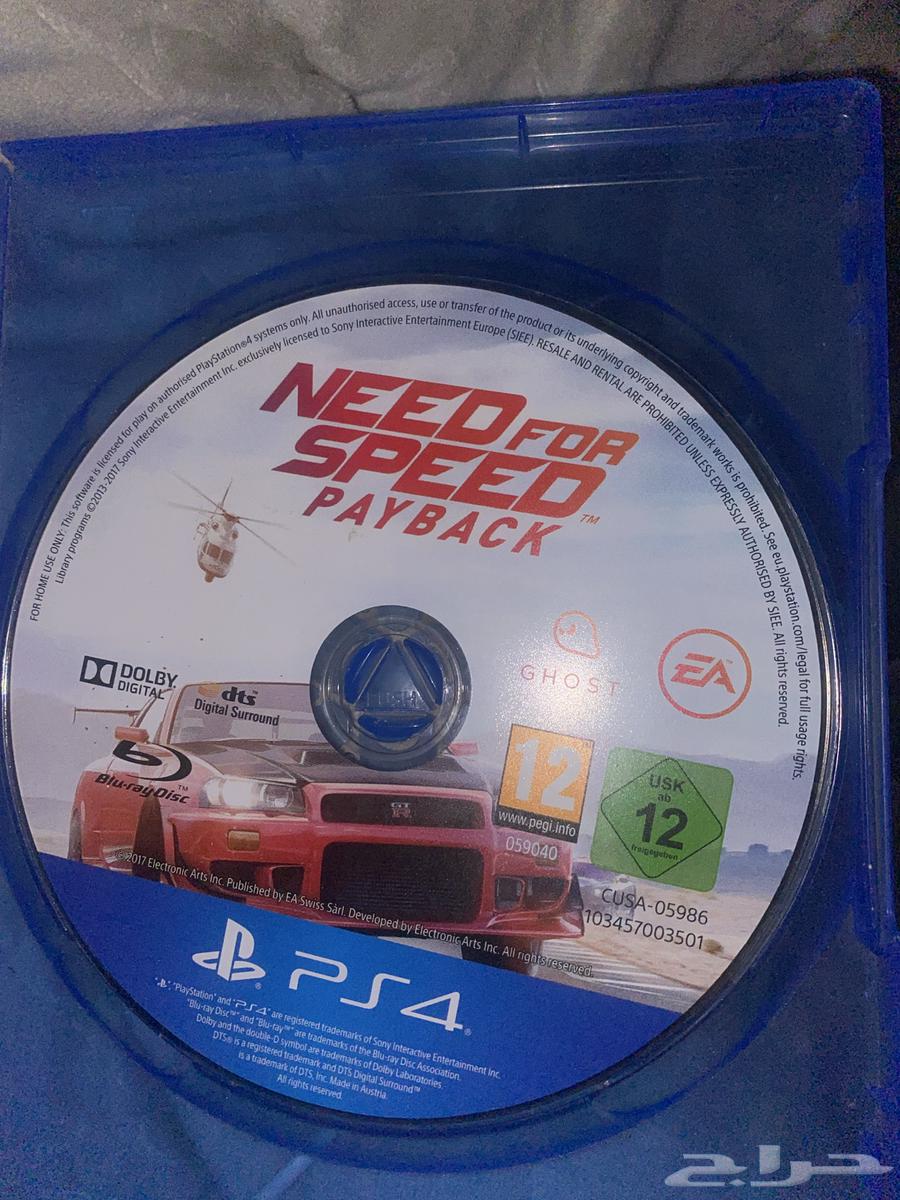 FOR HOME USE ONLY: This software is licensed for play on authorised PlayStation®4 systems only. All unauthorised access, use or transfer of the product or its underlying copyright and trademark works is prohibited. See eu.playstation.com/legal for full usage rights.
Library programs ©2013-2017 Sony Interactive Entertainment Inc. exclusively licensed to Sony Interactive Entertainment Europe (SIEE). RESALE AND RENTAL ARE PROHIBITED UNLESS EXPRESSLY AUTHORISED BY SIEE. All rights reserved.
NEED FOR
SPEED™
PAYBACK
GHOST
EA
DOLBY
DIGITAL
dts™
Digital Surround
Blu-ray Disc™
GT
R
12
www.pegi.info
059040
USK
ab
12
freigegeben
CUSA-05986
103457003501
©2017 Electronic Arts Inc. Published by EA Swiss Sàrl. Developed by Electronic Arts Inc. All rights reserved.
PS4®
"PlayStation" and "PS4" are registered trademarks of Sony Interactive Entertainment Inc.
"Blu-ray Disc™" and "Blu-ray™" are trademarks of the Blu-ray Disc Association.
Dolby and the double-D symbol are trademarks of Dolby Laboratories.
DTS® is a registered trademark and DTS Digital Surround™
is a trademark of DTS, Inc. Made in Austria.
All rights reserved.
حراج